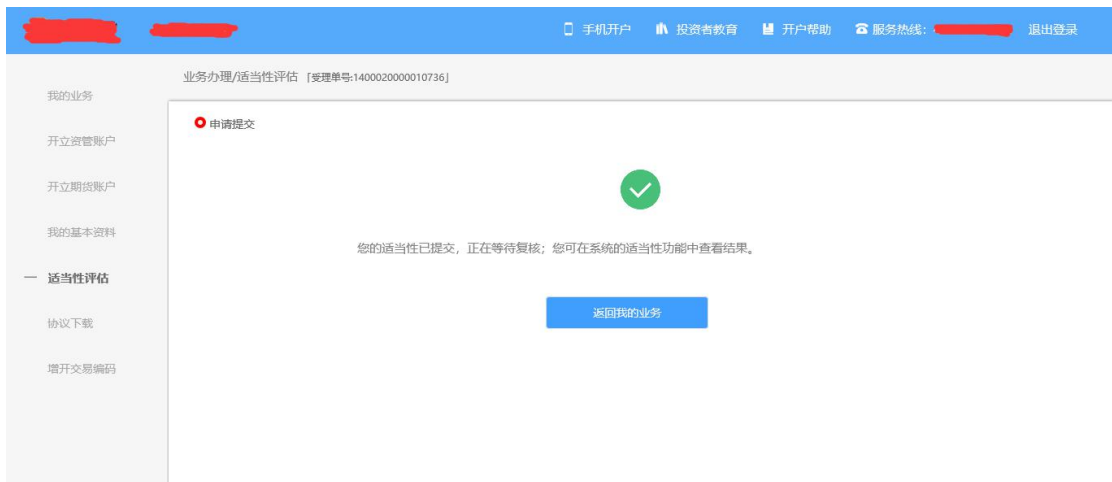 手机开户 投资者教育 开户帮助 服务热线: 退出登录
业务办理/适当性评估 「受理单号:1400020000010736」
我的业务
申请提交
开立资管账户
开立期货账户
我的基本资料
您的适当性已提交，正在等待复核；您可在系统的适当性功能中查看结果。
一 适当性评估
返回我的业务
协议下载
增开交易编码